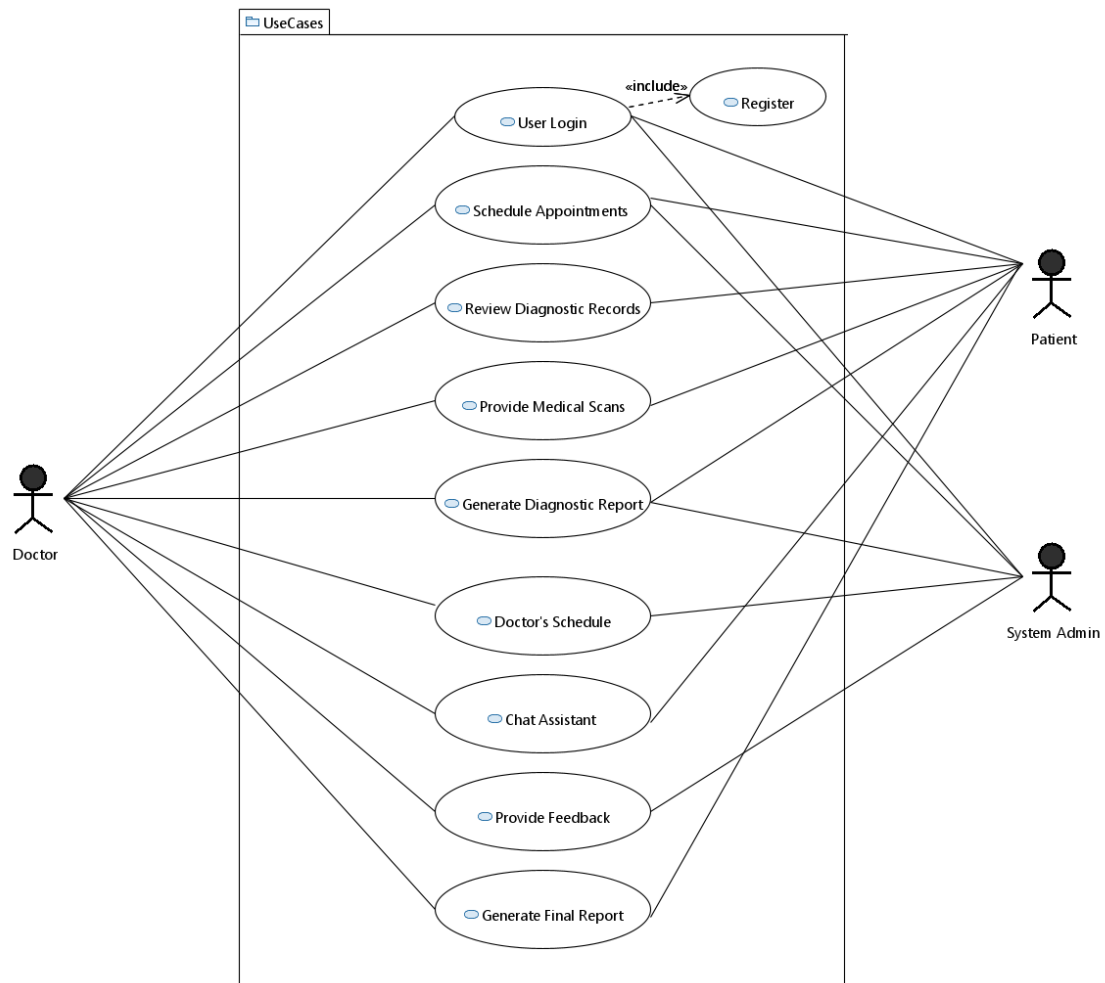 UseCases
«include»
Register
User Login
Schedule Appointments
Review Diagnostic Records
Patient
Provide Medical Scans
Generate Diagnostic Report
Doctor
Doctor's Schedule
System Admin
Chat Assistant
Provide Feedback
Generate Final Report